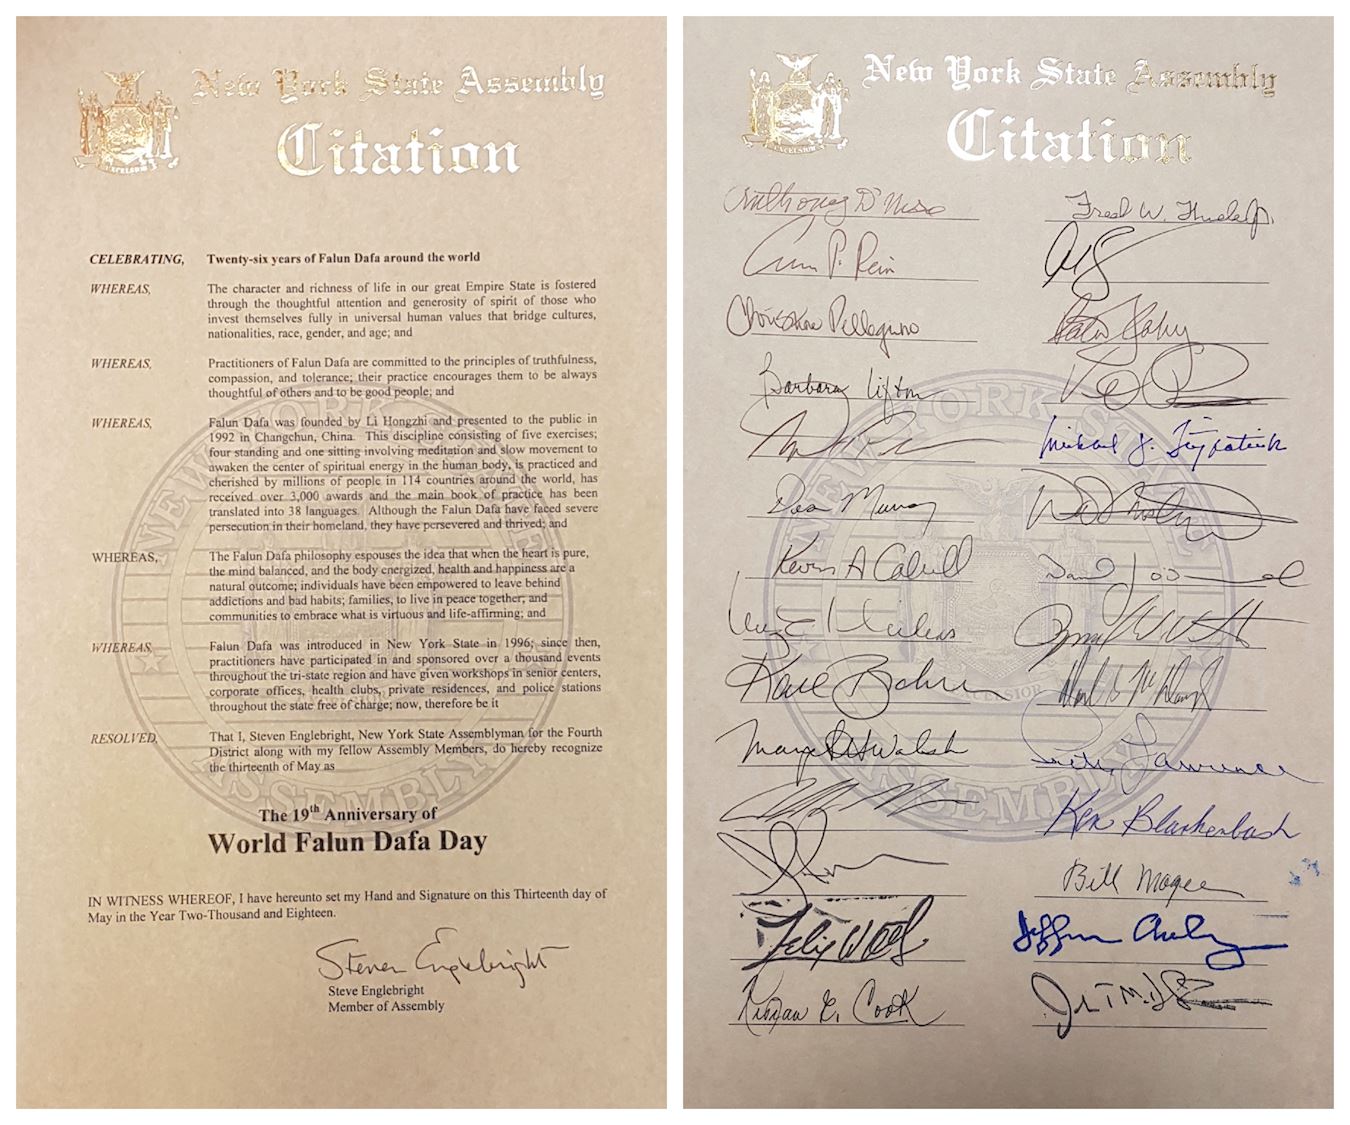 New York State Assembly
Citation
EXCELSIOR
CELEBRATING, Twenty-six years of Falun Dafa around the world
WHEREAS, The character and richness of life in our great Empire State is fostered
through the thoughtful attention and generosity of spirit of those who
invest themselves fully in universal human values that bridge cultures,
nationalities, race, gender, and age; and
WHEREAS, Practitioners of Falun Dafa are committed to the principles of truthfulness,
compassion, and tolerance; their practice encourages them to be always
thoughtful of others and to be good people; and
WHEREAS, Falun Dafa was founded by Li Hongzhi and presented to the public in
1992 in Changchun, China. This discipline consisting of five exercises;
four standing and one sitting involving meditation and slow movement to
awaken the center of spiritual energy in the human body, is practiced and
cherished by millions of people in 114 countries around the world, has
received over 3,000 awards and the main book of practice has been
translated into 38 languages. Although the Falun Dafa have faced severe
persecution in their homeland, they have persevered and thrived; and
WHEREAS, The Falun Dafa philosophy espouses the idea that when the heart is pure,
the mind balanced, and the body energized, health and happiness are a
natural outcome; individuals have been empowered to leave behind
addictions and bad habits; families, to live in peace together; and
communities to embrace what is virtuous and life-affirming; and
WHEREAS, Falun Dafa was introduced in New York State in 1996; since then,
practitioners have participated in and sponsored over a thousand events
throughout the tri-state region and have given workshops in senior centers,
corporate offices, health clubs, private residences, and police stations
throughout the state free of charge; now, therefore be it
RESOLVED, That I, Steven Englebright, New York State Assemblyman for the Fourth
District along with my fellow Assembly Members, do hereby recognize
the thirteenth of May as
The 19th Anniversary of
World Falun Dafa Day
IN WITNESS WHEREOF, I have hereunto set my Hand and Signature on this Thirteenth day of
May in the Year Two-Thousand and Eighteen.
Steven Englebright
Steve Englebright
Member of Assembly
NEW YORK STATE
ASSEMBLY
New York State Assembly
Citation
EXCELSIOR
Anthony D'Urso
Fred W. Thiele Jr.
Christine Pellegrino
Barbara Lifton
Michael J. Fitzpatrick
Dean Murray
Kevin A Cahill
Ken Blankenbush
Bill Magee
NEW YORK STATE
ASSEMBLY